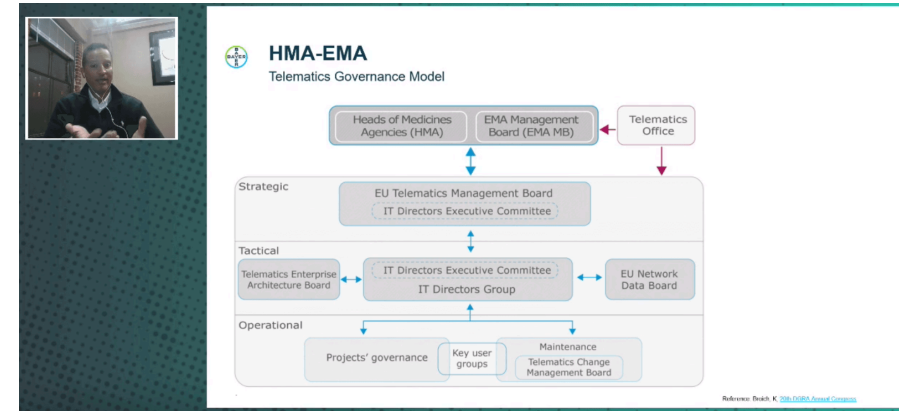 BAYER
HMA-EMA
Telematics Governance Model
Heads of Medicines
Agencies (HMA)
EMA Management
Board (EMA MB)
Telematics
Office
Strategic
EU Telematics Management Board
IT Directors Executive Committee
Tactical
Telematics Enterprise
Architecture Board
IT Directors Executive Committee
IT Directors Group
EU Network
Data Board
Operational
Projects' governance
Key user
groups
Maintenance
Telematics Change
Management Board
Reference: Broich, K. 20th DGRA Annual Congress